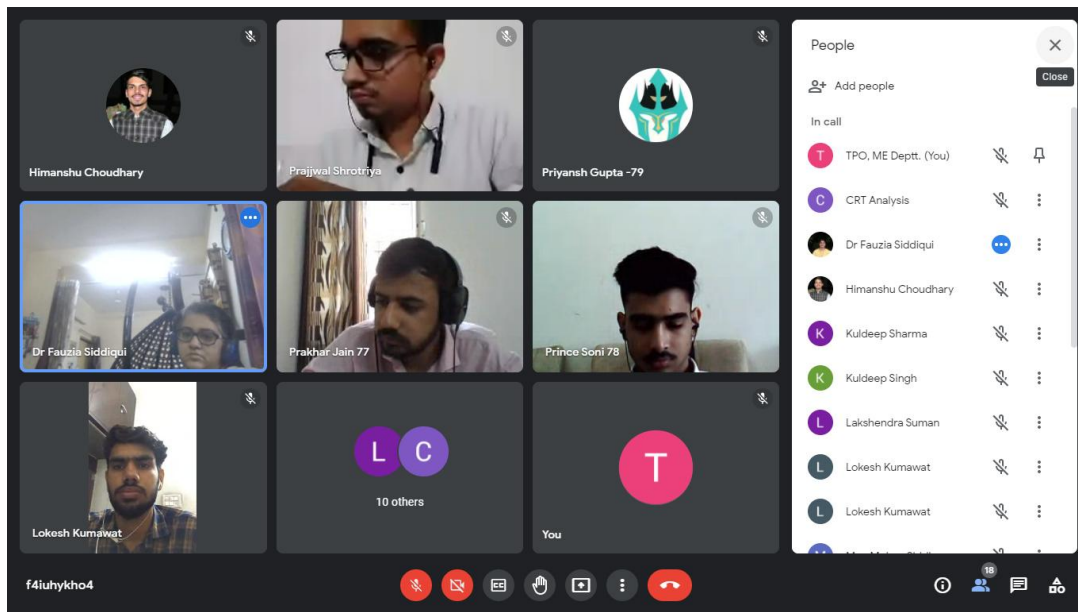 Himanshu Choudhary
Prajjwal Shrotriya
Priyansh Gupta -79
Dr Fauzia Siddiqui
Prakhar Jain 77
Prince Soni 78
Lokesh Kumawat
L C
10 others
T
You
f4iuhykho4
CC
18
People
Close
Add people
In call
T TPO, ME Deptt. (You)
C CRT Analysis
Dr Fauzia Siddiqui
Himanshu Choudhary
K Kuldeep Sharma
K Kuldeep Singh
L Lakshendra Suman
L Lokesh Kumawat
L Lokesh Kumawat